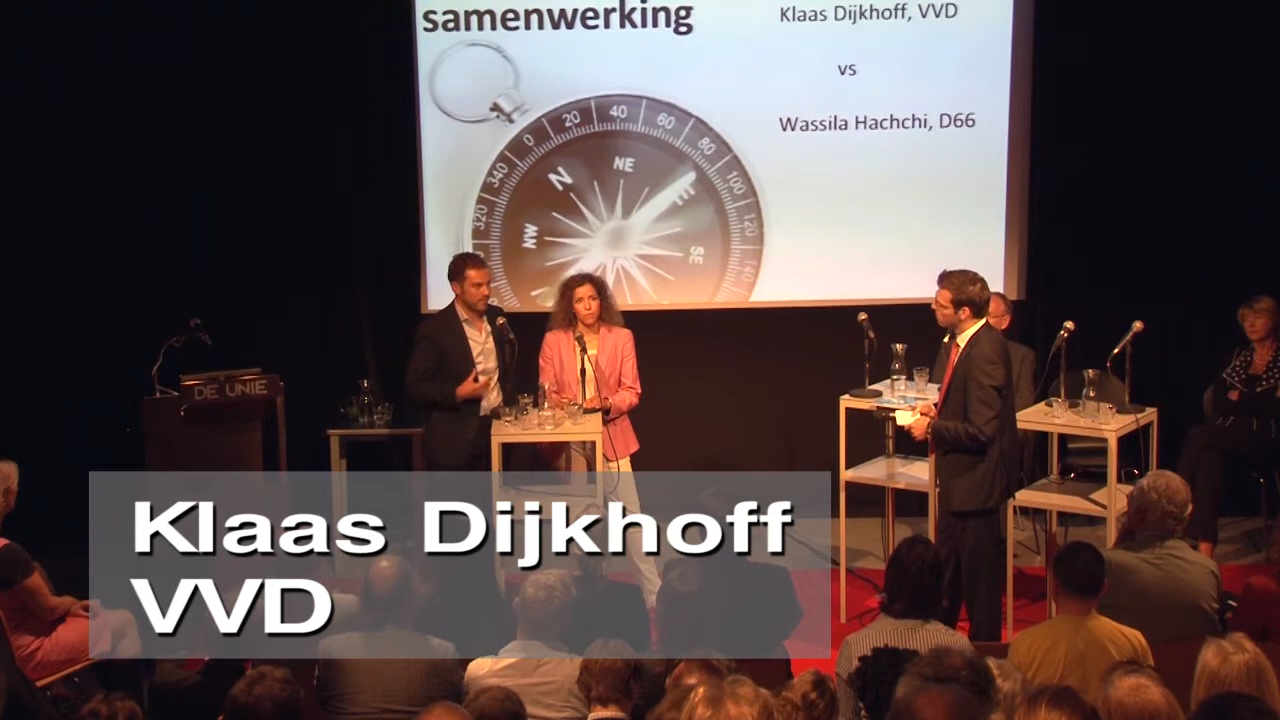 samenwerking
Klaas Dijkhoff, VVD
vs
Wassila Hachchi, D66
0
20
40
60
80
100
120
140
320
340
N
NE
E
SE
NW
DE UNIE
Klaas Dijkhoff
VVD